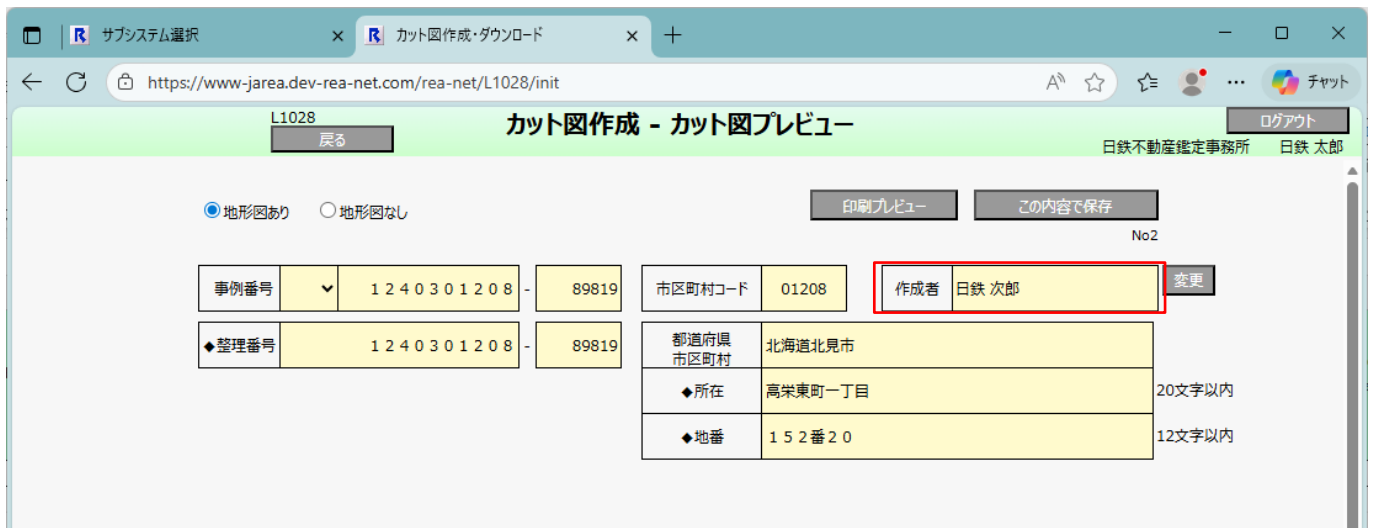 サブシステム選択
カット図作成・ダウンロード
https://www-jarea.dev-rea-net.com/rea-net/L1028/init
チャット
L1028
戻る
カット図作成 - カット図プレビュー
ログアウト
日鉄不動産鑑定事務所 日鉄 太郎
地形図あり 地形図なし
印刷プレビュー この内容で保存
No2
事例番号 1240301208 - 89819 市区町村コード 01208 作成者 日鉄 次郎 変更
◆整理番号 1240301208 - 89819
都道府県
市区町村
北海道北見市
◆所在 高栄東町一丁目 20文字以内
◆地番 152番20 12文字以内